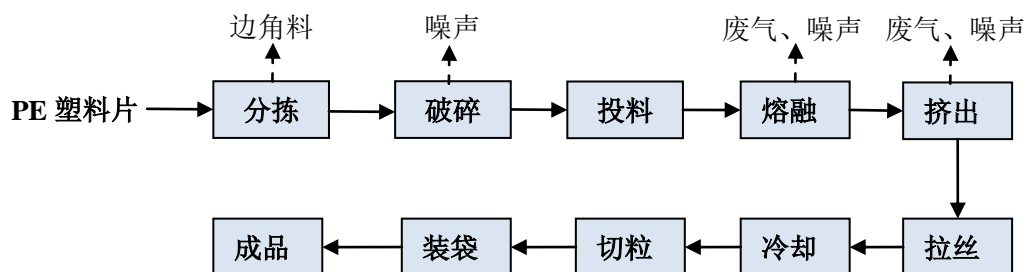 边角料 噪声 废气、噪声 废气、噪声
PE 塑料片 分拣 破碎 投料 熔融 挤出
成品 装袋 切粒 冷却 拉丝